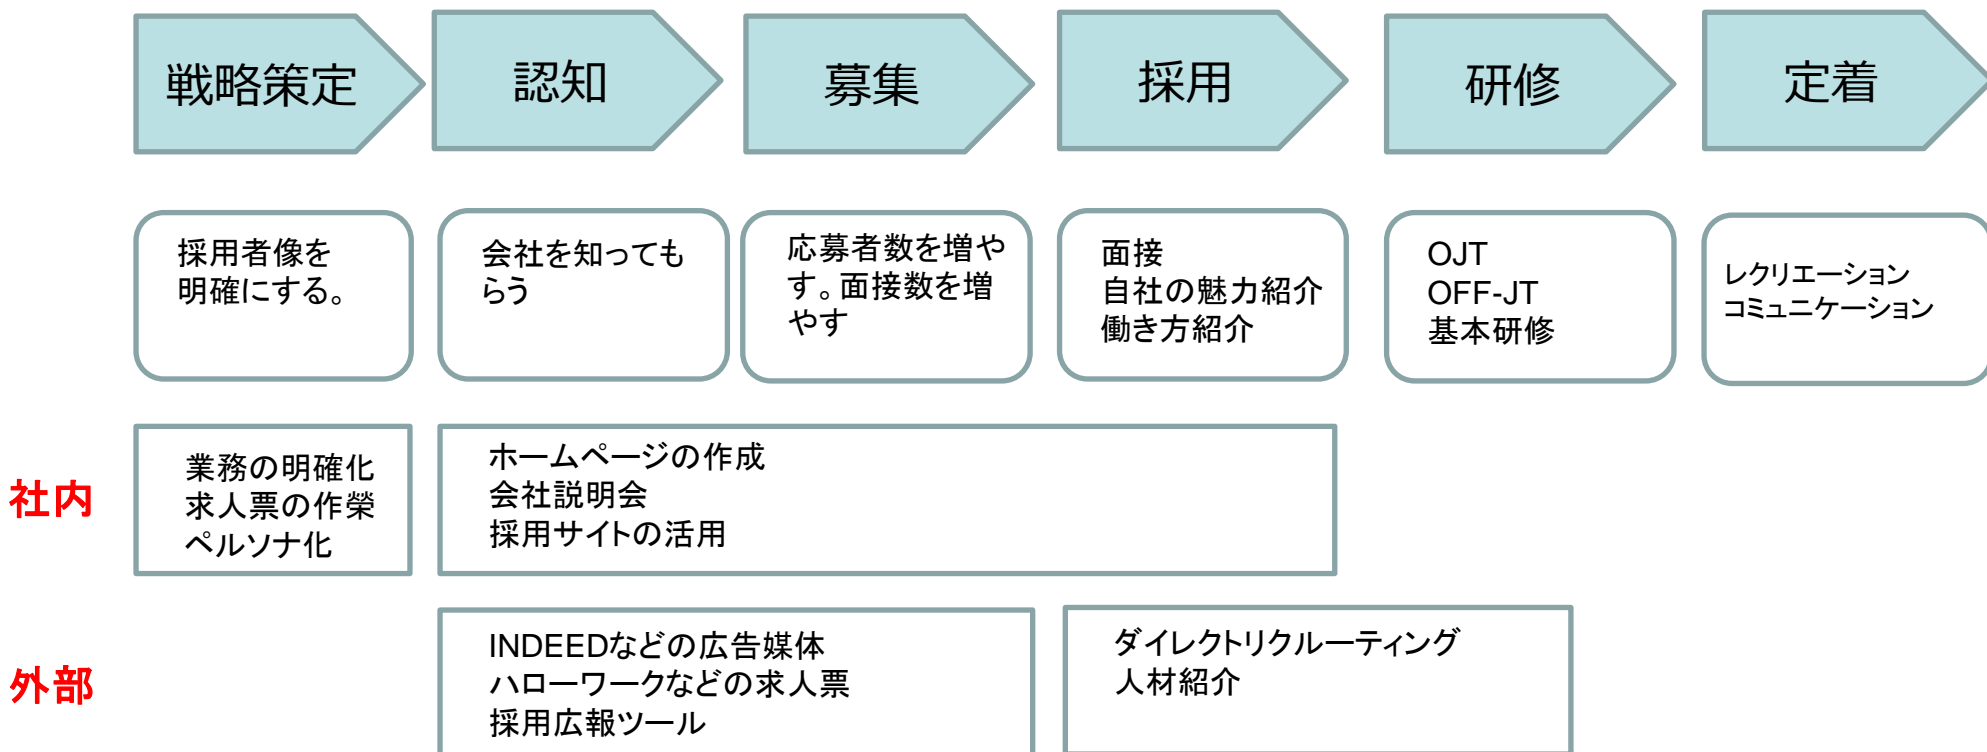 戦略策定
認知
募集
採用
研修
定着
採用者像を
明確にする。
会社を知っても
らう
応募者数を増や
す。面接数を増
やす
面接
自社の魅力紹介
働き方紹介
OJT
OFF-JT
基本研修
レクリエーション
コミュニケーション
社内
業務の明確化
求人票の作榮
ペルソナ化
ホームページの作成
会社説明会
採用サイトの活用
外部
INDEEDなどの広告媒体
ハローワークなどの求人票
採用広報ツール
ダイレクトリクルーティング
人材紹介